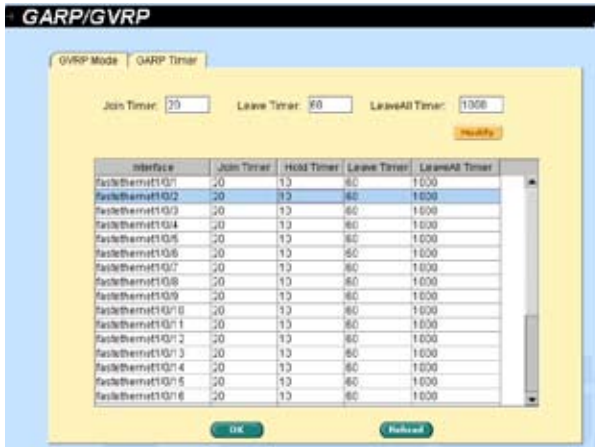 GARP/GVRP
GVRP Mode GARP Timer
Join Timer: 20 Leave Timer: 60 LeaveAll Timer: 1000
Modify
Interface Join Timer Hold Timer Leave Timer LeaveAll Timer
fastethernet1/0/1 20 10 60 1000
fastethernet1/0/2 20 10 60 1000
fastethernet1/0/3 20 10 60 1000
fastethernet1/0/4 20 10 60 1000
fastethernet1/0/5 20 10 60 1000
fastethernet1/0/6 20 10 60 1000
fastethernet1/0/7 20 10 60 1000
fastethernet1/0/8 20 10 60 1000
fastethernet1/0/9 20 10 60 1000
fastethernet1/0/10 20 10 60 1000
fastethernet1/0/11 20 10 60 1000
fastethernet1/0/12 20 10 60 1000
fastethernet1/0/13 20 10 60 1000
fastethernet1/0/14 20 10 60 1000
fastethernet1/0/15 20 10 60 1000
fastethernet1/0/16 20 10 60 1000
OK Reload